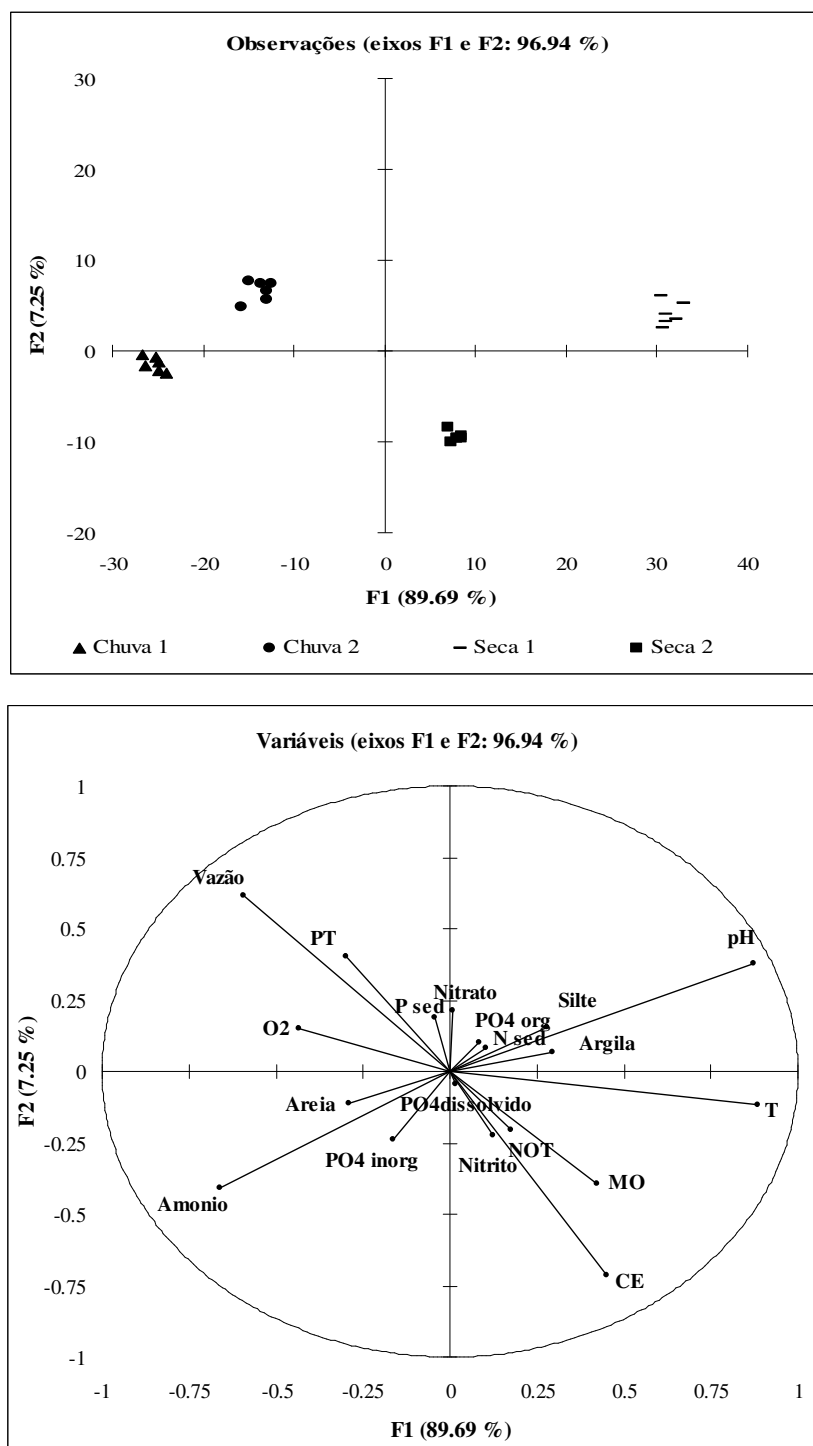 Observações (eixos F1 e F2: 96.94 %)
30
20
10
0
-10
-20
F2 (7.25 %)
-30 -20 -10 0 10 20 30 40
F1 (89.69 %)
Chuva 1 Chuva 2 Seca 1 Seca 2
Variáveis (eixos F1 e F2: 96.94 %)
1
0.75
0.5
0.25
0
-0.25
-0.5
-0.75
-1
F2 (7.25 %)
Vazão
PT
pH
Nitrato
P sed
Silte
PO4 org
O2
N sed
Argila
Areia
PO4dissolvido
T
PO4 inorg
NOT
Nitrito
MO
Amonio
CE
-1 -0.75 -0.5 -0.25 0 0.25 0.5 0.75 1
F1 (89.69 %)